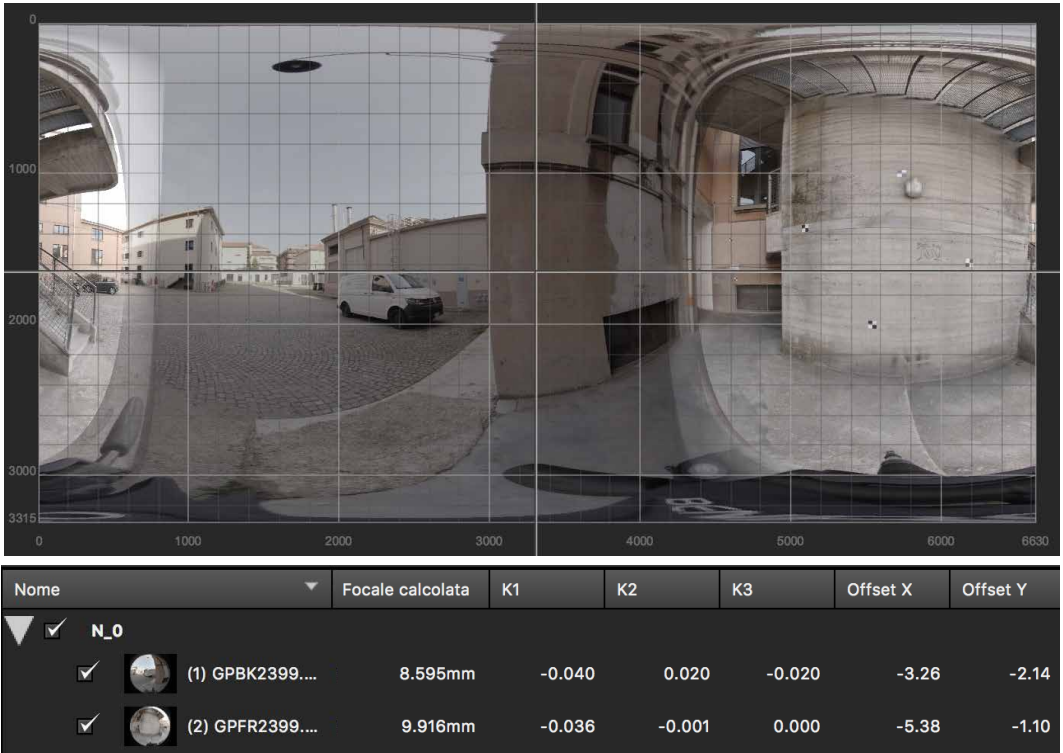 0
1000
2000
3000
3315
0 1000 2000 3000 4000 5000 6000 6630
Nome Focale calcolata K1 K2 K3 Offset X Offset Y
N_0
(1) GPBK2399.... 8.595mm -0.040 0.020 -0.020 -3.26 -2.14
(2) GPFR2399.... 9.916mm -0.036 -0.001 0.000 -5.38 -1.10